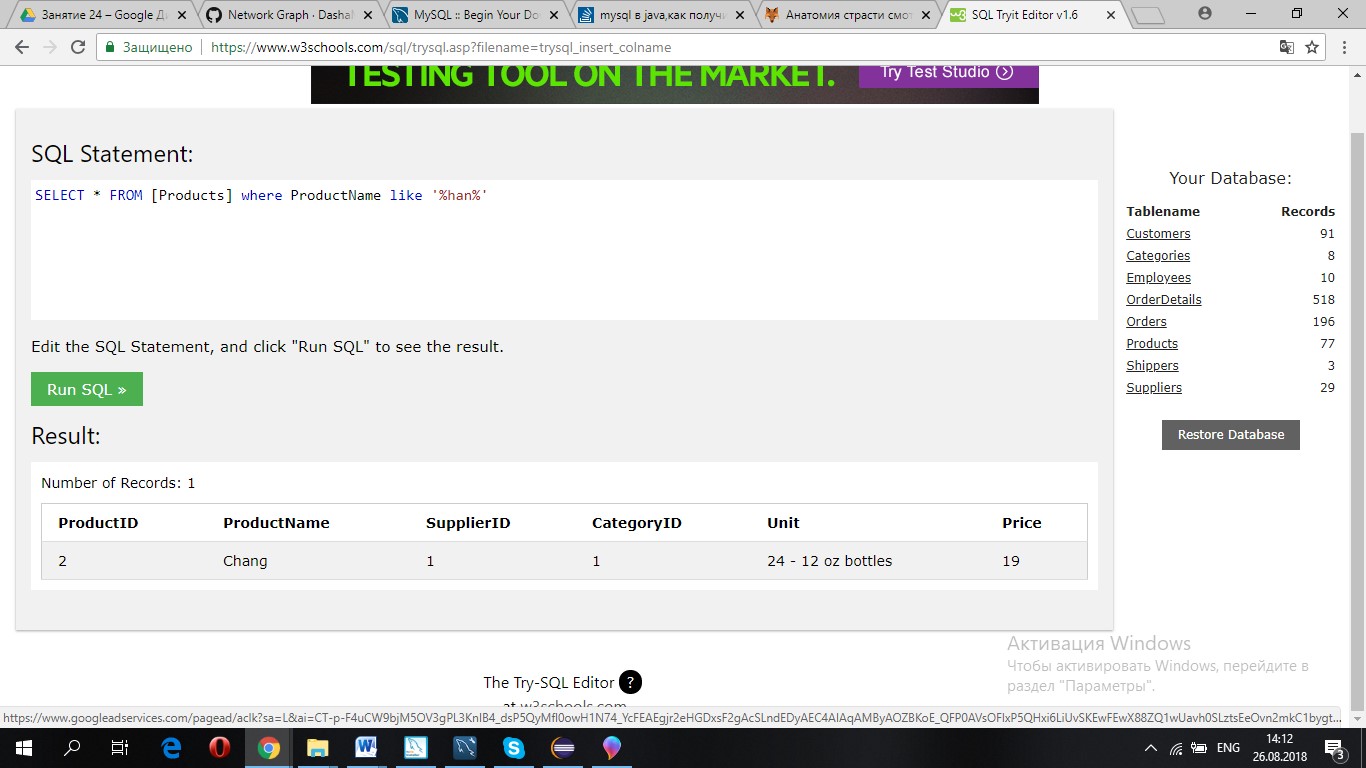 Занятие 24 – Google Ди
Network Graph · Dashal
MySQL :: Begin Your Do
mysql в java,как получи
Анатомия страсти смот
SQL Tryit Editor v1.6
Защищено
https://www.w3schools.com/sql/trysql.asp?filename=trysql_insert_colname
TESTING TOOL ON THE MARKET.
Try Test Studio
SQL Statement:
SELECT * FROM [Products] where ProductName like '%han%'
Edit the SQL Statement, and click "Run SQL" to see the result.
Run SQL »
Result:
Number of Records: 1
ProductID ProductName SupplierID CategoryID Unit Price
2 Chang 1 1 24 - 12 oz bottles 19
Your Database:
Tablename Records
Customers 91
Categories 8
Employees 10
OrderDetails 518
Orders 196
Products 77
Shippers 3
Suppliers 29
Restore Database
Активация Windows
Чтобы активировать Windows, перейдите в
раздел "Параметры".
The Try-SQL Editor ?
at w3schools.com
https://www.googleadservices.com/pagead/aclk?sa=L&ai=CT-p-F4uCW9bjM5OV3gPL3KnIB4_dsP5QyMfl0owH1N74_YcFEAEgjr2eHGDxsF2gAcSLndEDyAEC4AIAqAMByAOZBKoE_QFP0AVsOFIxP5QHxi6LiUvSKEwFEwX88ZQ1wUavh0SLztsEeOvn2mkC1bygt...
ENG
14:12
26.08.2018
3